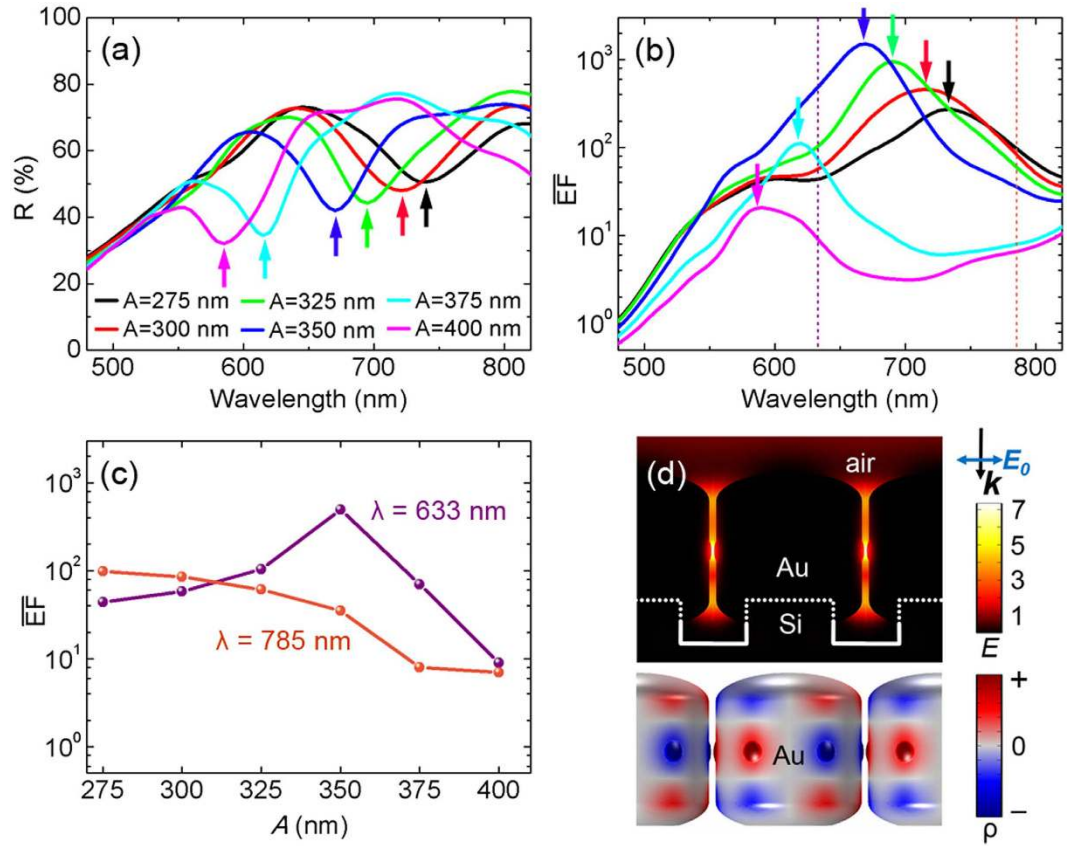 (a)
R (%)
100
80
60
40
20
0
A=275 nm A=325 nm A=375 nm
A=300 nm A=350 nm A=400 nm
500 600 700 800
Wavelength (nm)
(b)
EF
10³
10²
10¹
10⁰
500 600 700 800
Wavelength (nm)
(c)
EF
10³
10²
10¹
10⁰
λ = 633 nm
λ = 785 nm
275 300 325 350 375 400
A (nm)
(d)
air
Au
Si
E₀
k
7
5
3
1
E
Au
+
0
−
ρ